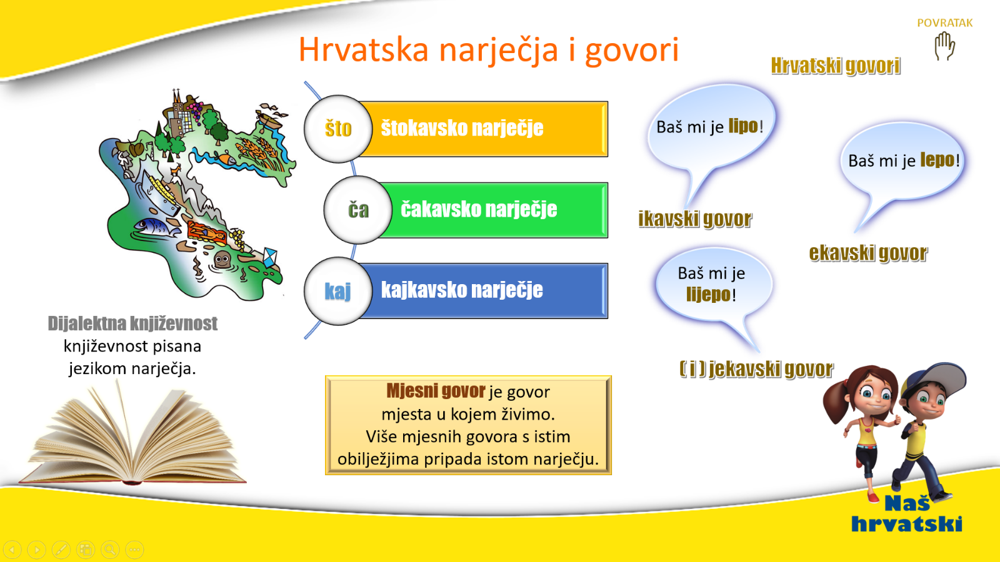 POVRATAK
Hrvatska narječja i govori
Hrvatski govori
što
štokavsko narječje
ča
čakavsko narječje
kaj
kajkavsko narječje
Baš mi je lipo!
ikavski govor
Baš mi je lepo!
ekavski govor
Baš mi je
lijepo!
( i ) jekavski govor
Dijalektna književnost
književnost pisana
jezikom narječja.
Mjesni govor je govor
mjesta u kojem živimo.
Više mjesnih govora s istim
obilježjima pripada istom narječju.
Naš
hrvatski